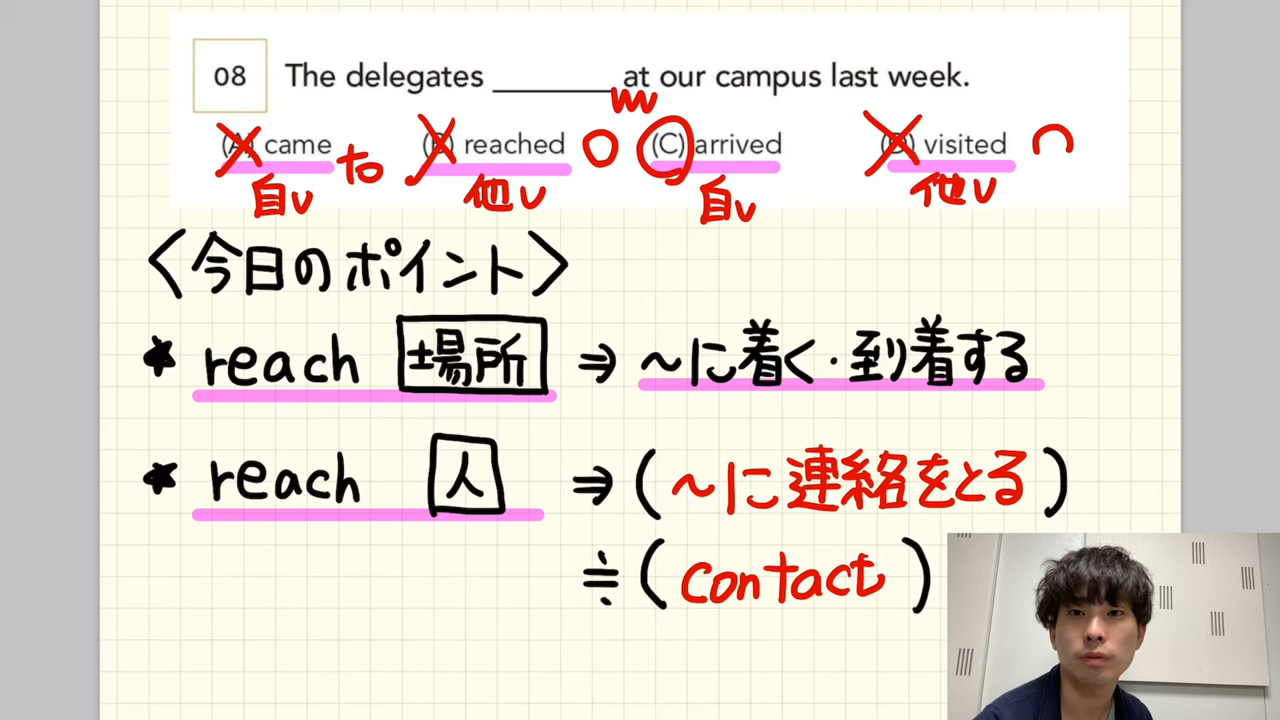 08 The delegates ________ at our campus last week.
(A) came to (B) reached (C) arrived (D) visited
自V 他V 自V 他V
<今日のポイント>
* reach 場所 ⇒ ~に着く・到着する
* reach 人 ⇒ (~に連絡をとる)
≒ (contact)